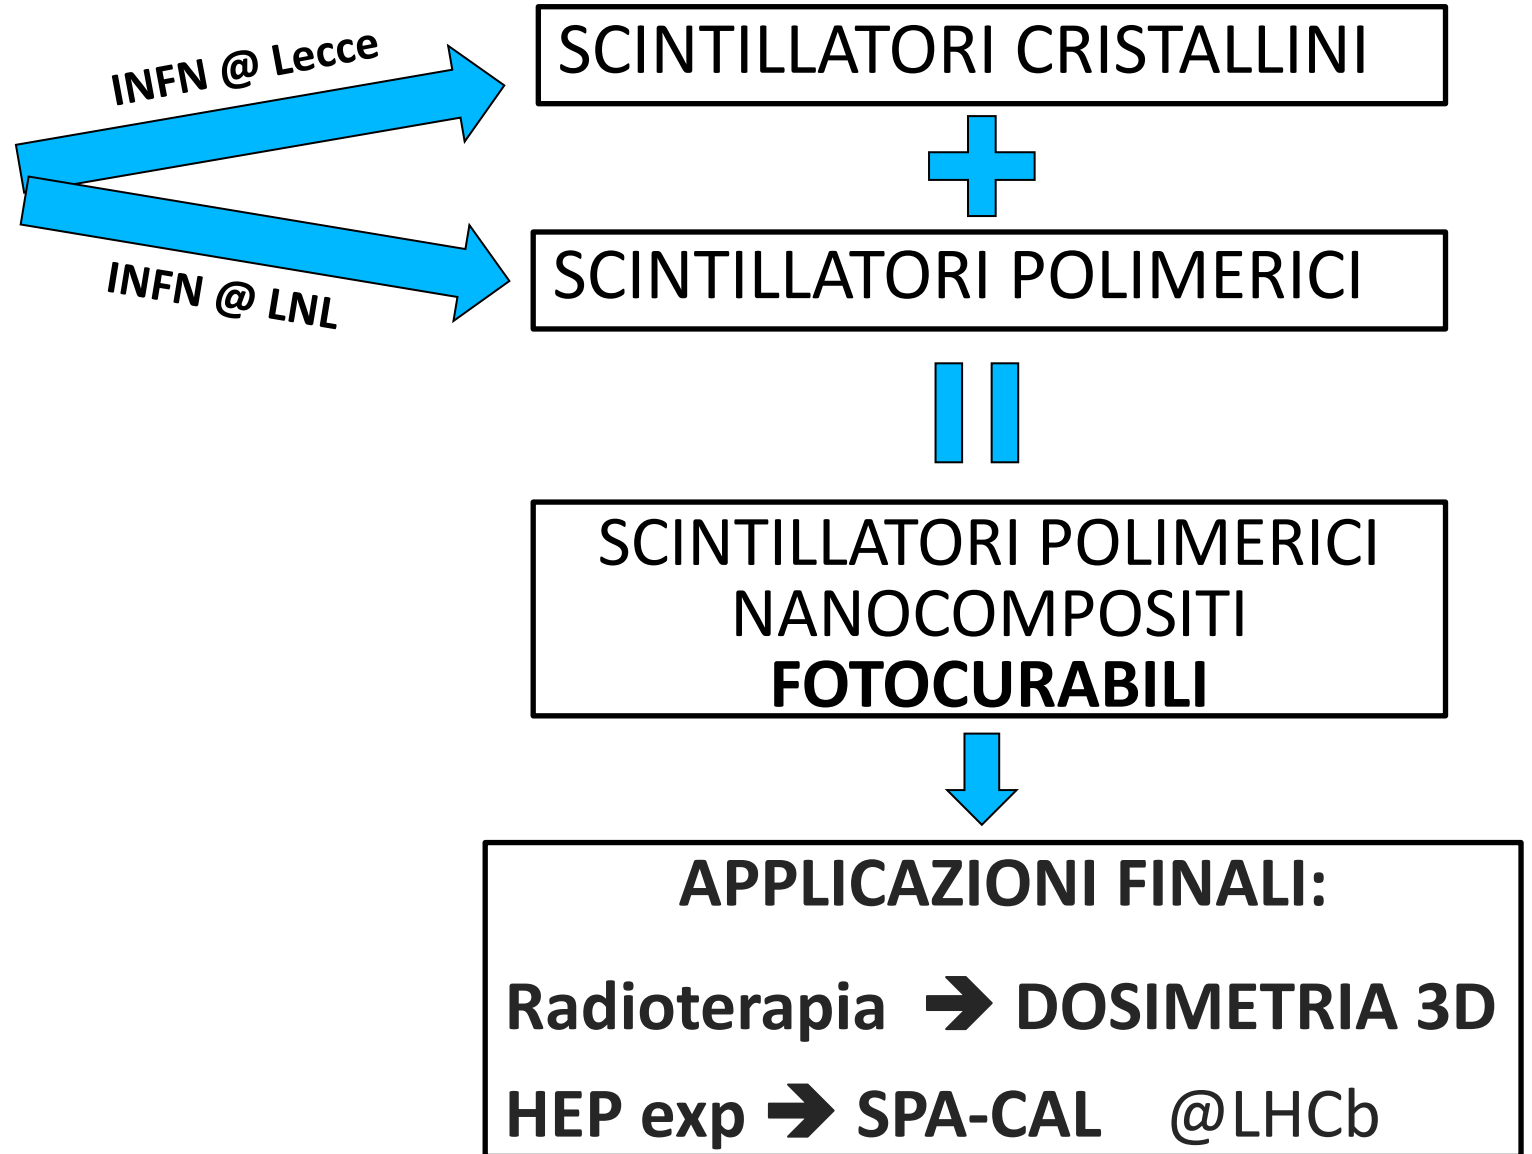 INFN @ Lecce
SCINTILLATORI CRISTALLINI
INFN @ LNL
SCINTILLATORI POLIMERICI
SCINTILLATORI POLIMERICI
NANOCOMPOSITI
FOTOCURABILI
APPLICAZIONI FINALI:
Radioterapia ➔ DOSIMETRIA 3D
HEP exp ➔ SPA-CAL @LHCb